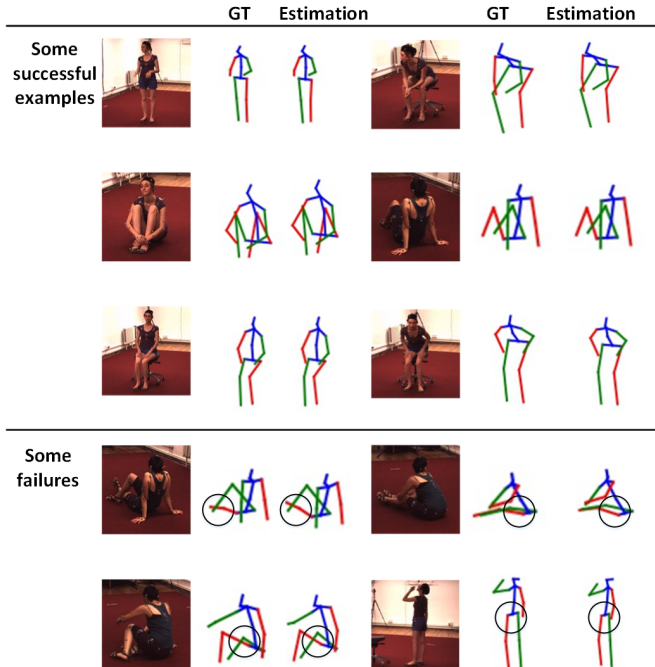 GT Estimation GT Estimation
Some
successful
examples
Some
failures